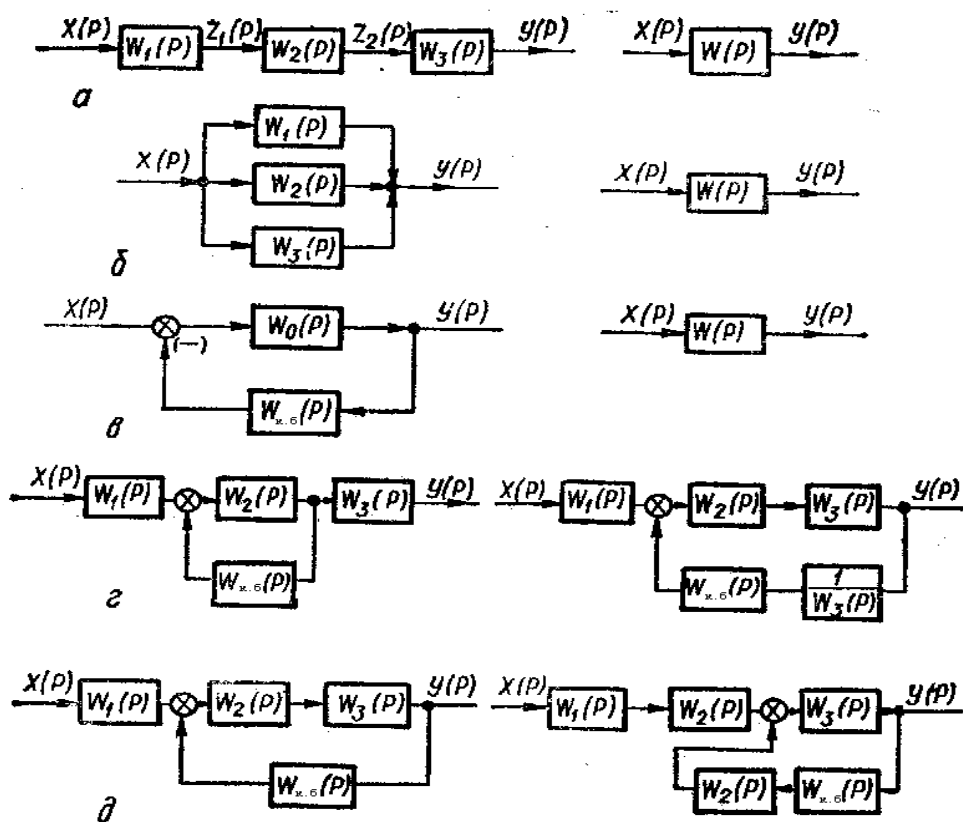 X(P) Z₁(P) Z₂(P) У(P) X(P) У(P)
W₁(P) W₂(P) W₃(P) W(P)
а
W₁(P)
X(P) W₂(P) У(P) X(P) W(P) У(P)
W₃(P)
б
X(P) W₀(P) У(P) X(P) W(P) У(P)
(—)
Wк.б(P)
в
X(P) W₁(P) W₂(P) W₃(P) У(P) X(P) W₁(P) W₂(P) W₃(P) У(P)
Wк.б(P) Wк.б(P) 1
W₃(P)
г
X(P) W₁(P) W₂(P) W₃(P) У(P) X(P) W₁(P) W₂(P) W₃(P) У(P)
Wк.б(P) W₂(P) Wк.б(P)
д